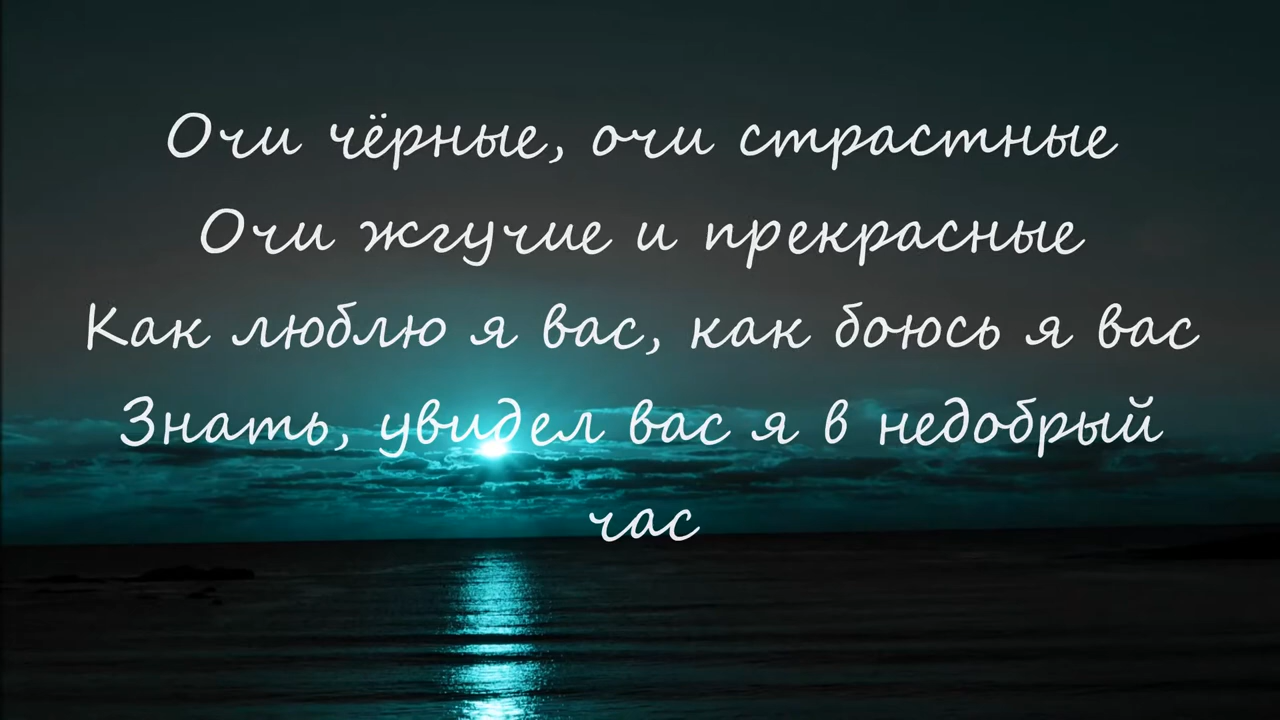 Очи чёрные, очи страстные
Очи жгучие и прекрасные
Как люблю я вас, как боюсь я вас
Знать, увидел вас я в недобрый
час